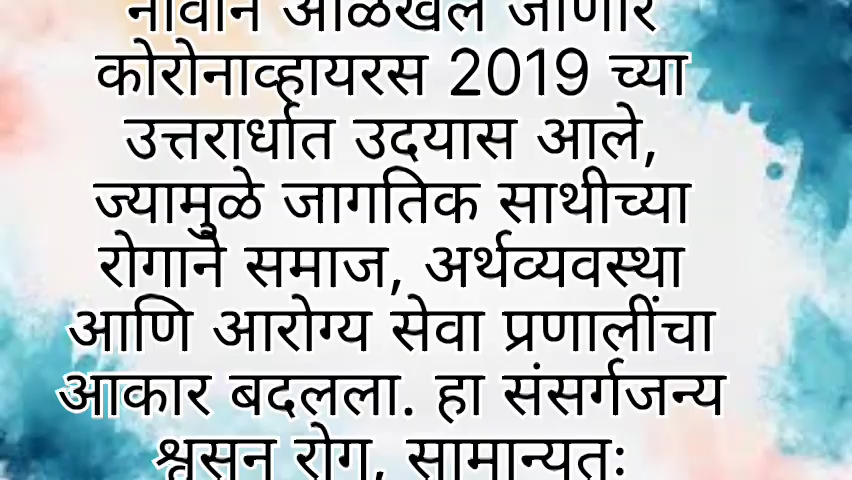 नावाने ओळखले जाणारे
कोरोनाव्हायरस 2019 च्या
उत्तरार्धात उदयास आले,
ज्यामुळे जागतिक साथीच्या
रोगाने समाज, अर्थव्यवस्था
आणि आरोग्य सेवा प्रणालींचा
आकार बदलला. हा संसर्गजन्य
श्वसन रोग, सामान्यतः